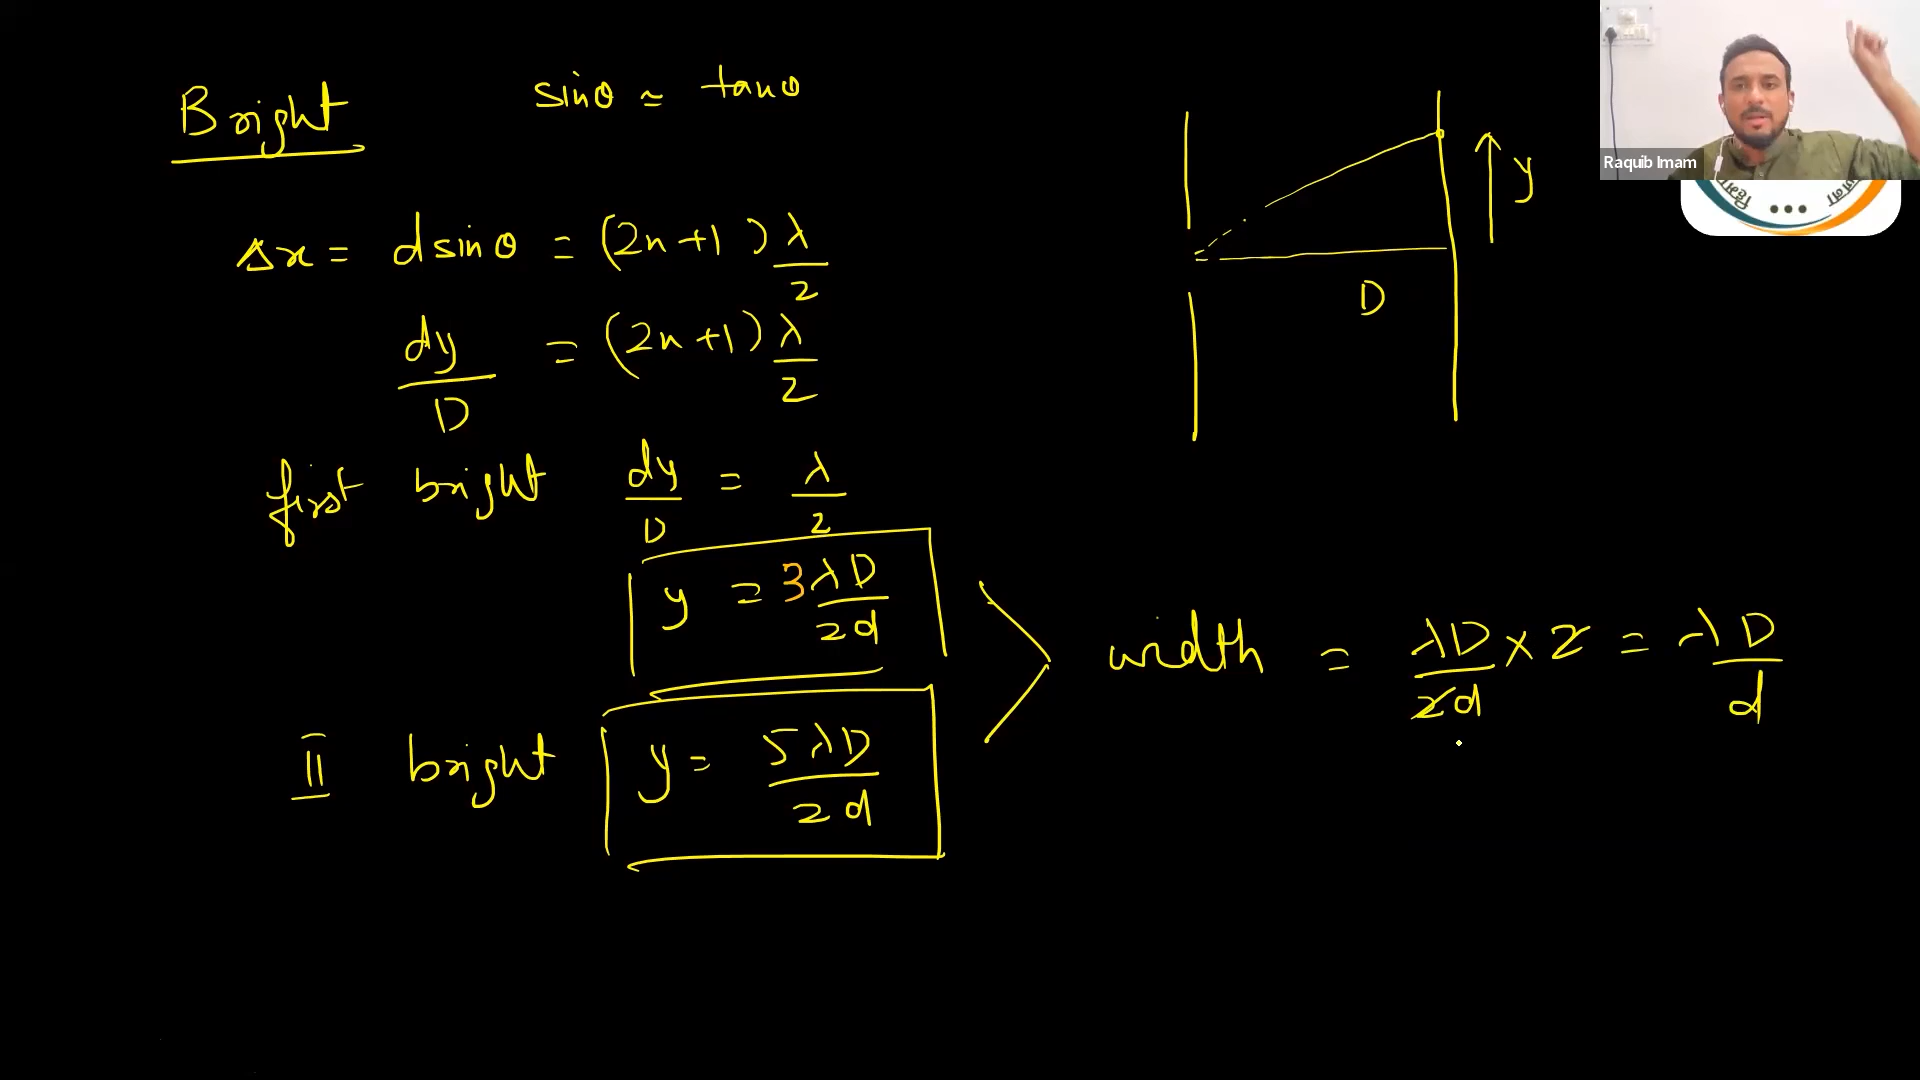 Bright
sinθ ≈ tanθ
Δx = d sinθ = (2n+1) λ/2
dy/D = (2n+1) λ/2
first bright dy/D = λ/2
y = 3λD/2d
II bright y = 5λD/2d
width = λD/2d × 2 = λD/d
y
D
Raquib Imam